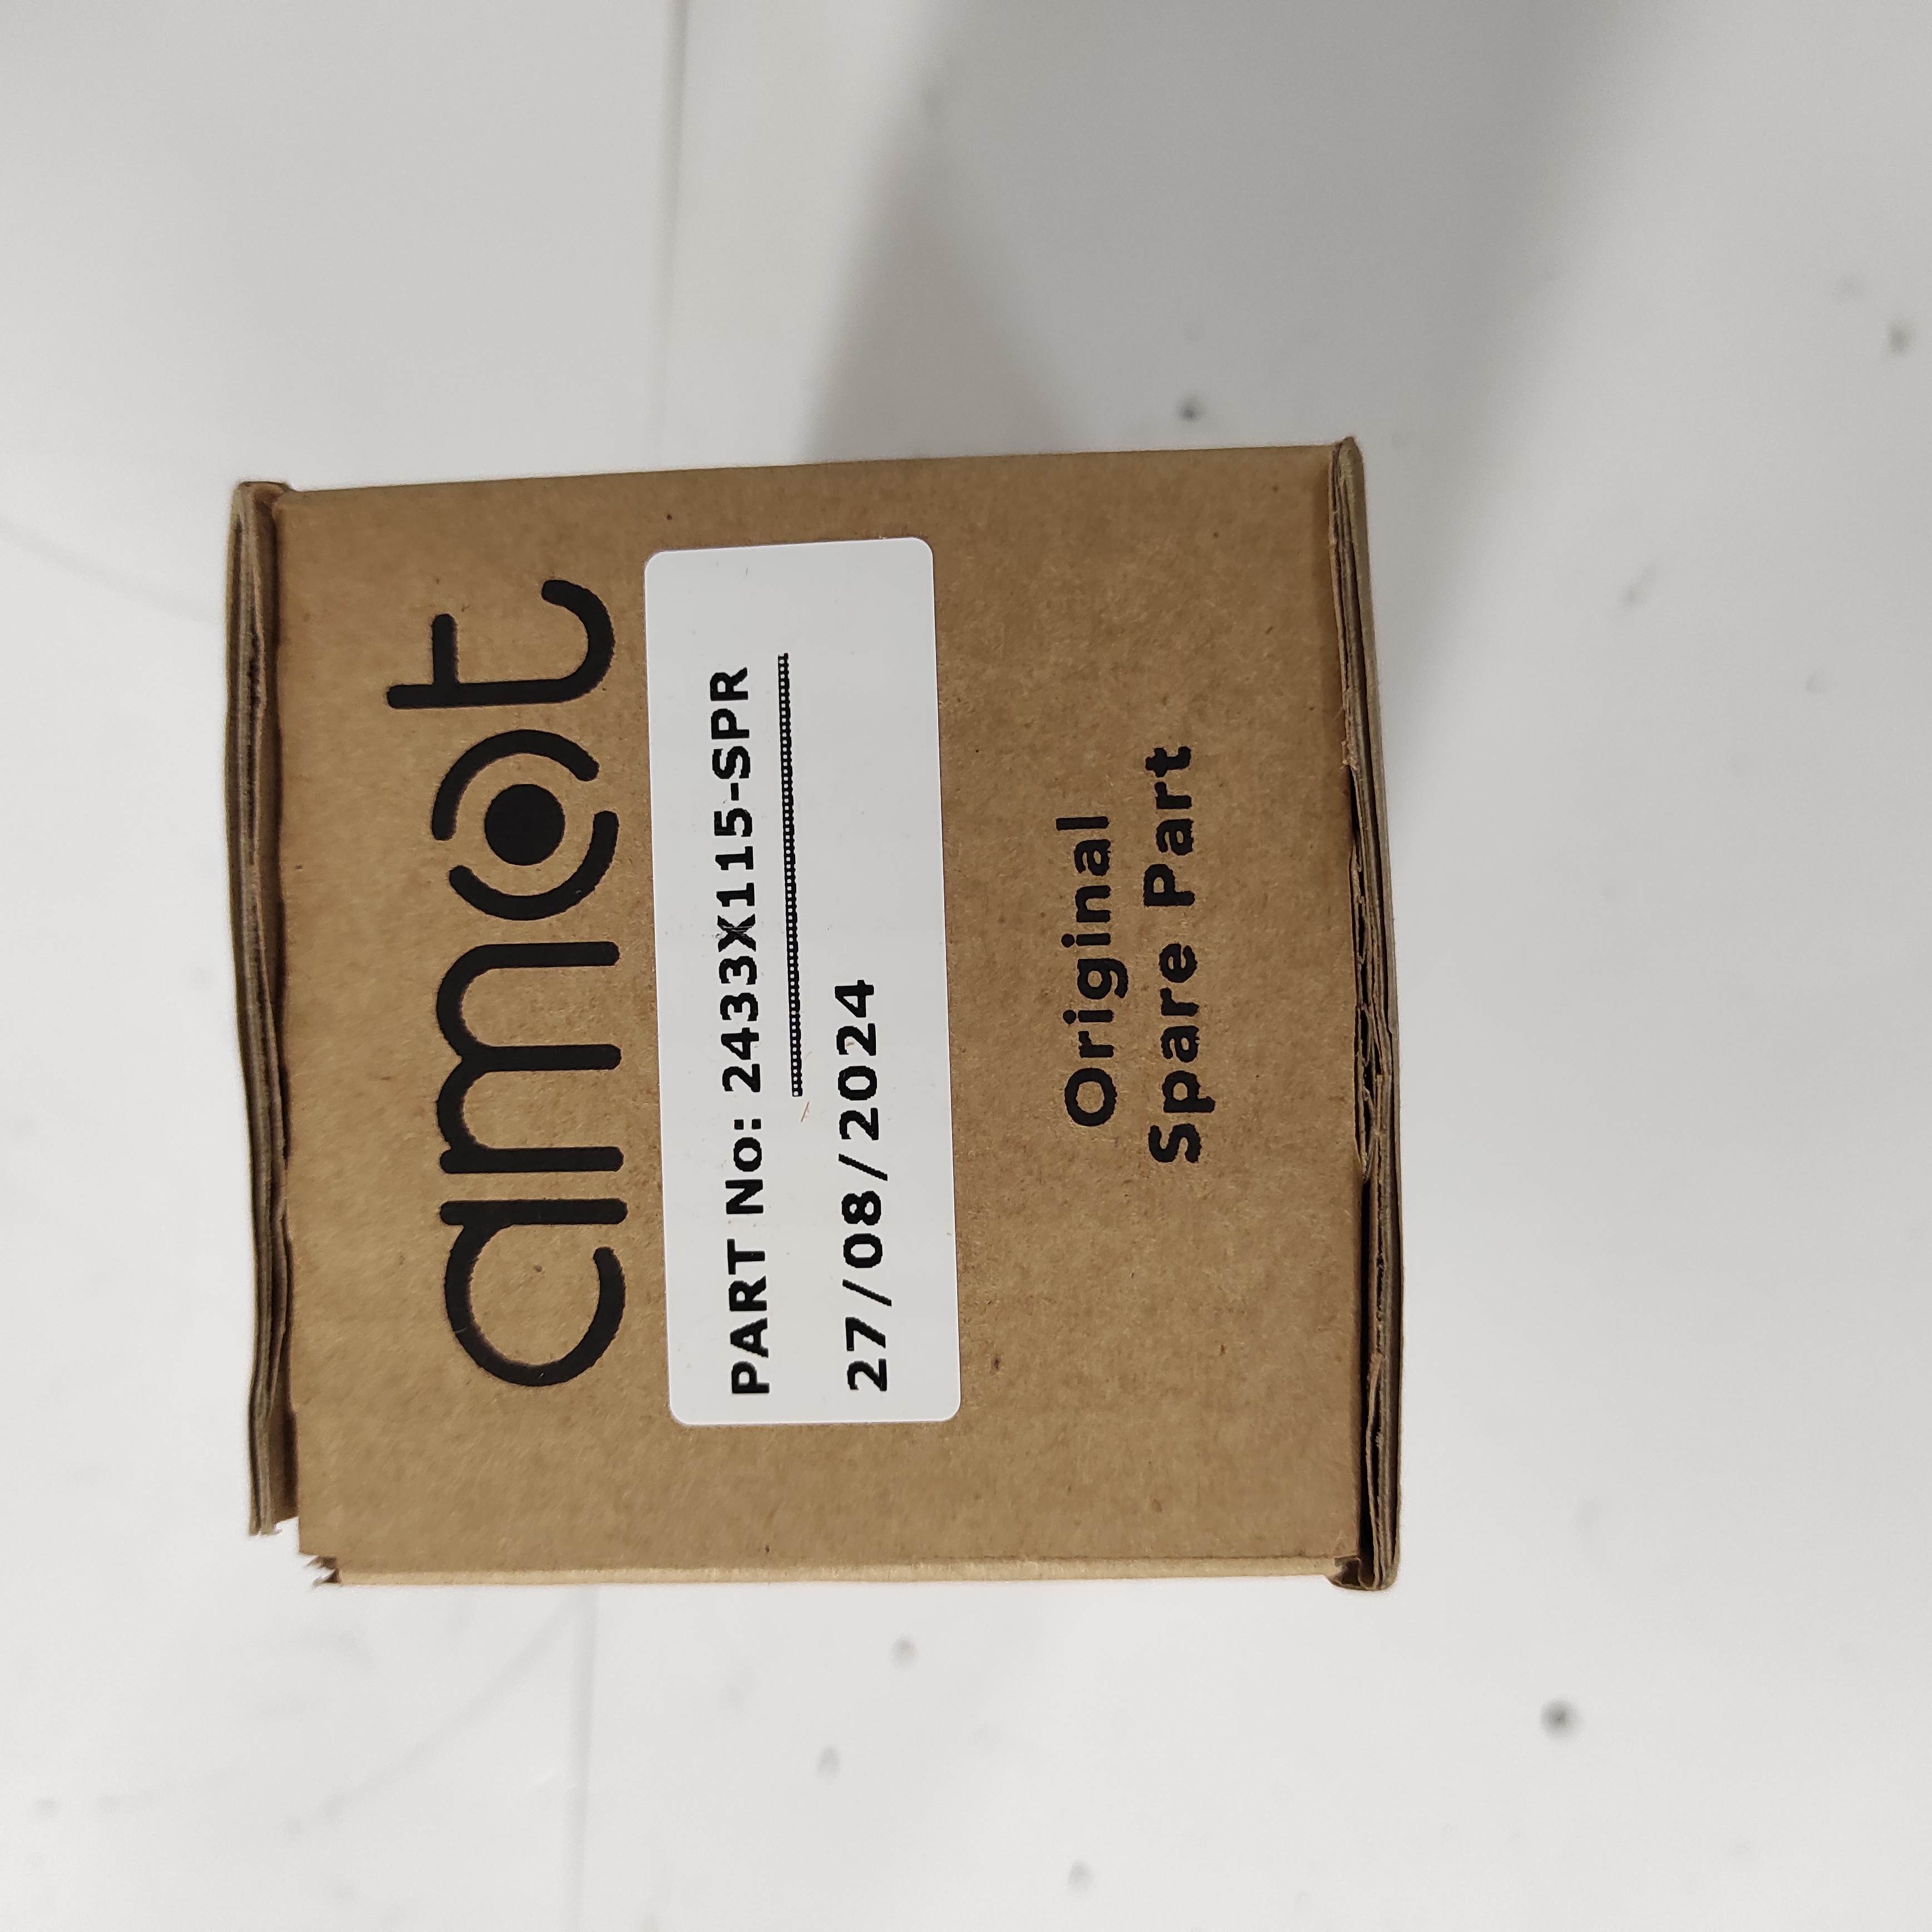 amot
PART No: 2433X115-SPR
27/08/2024
Original
Spare Part